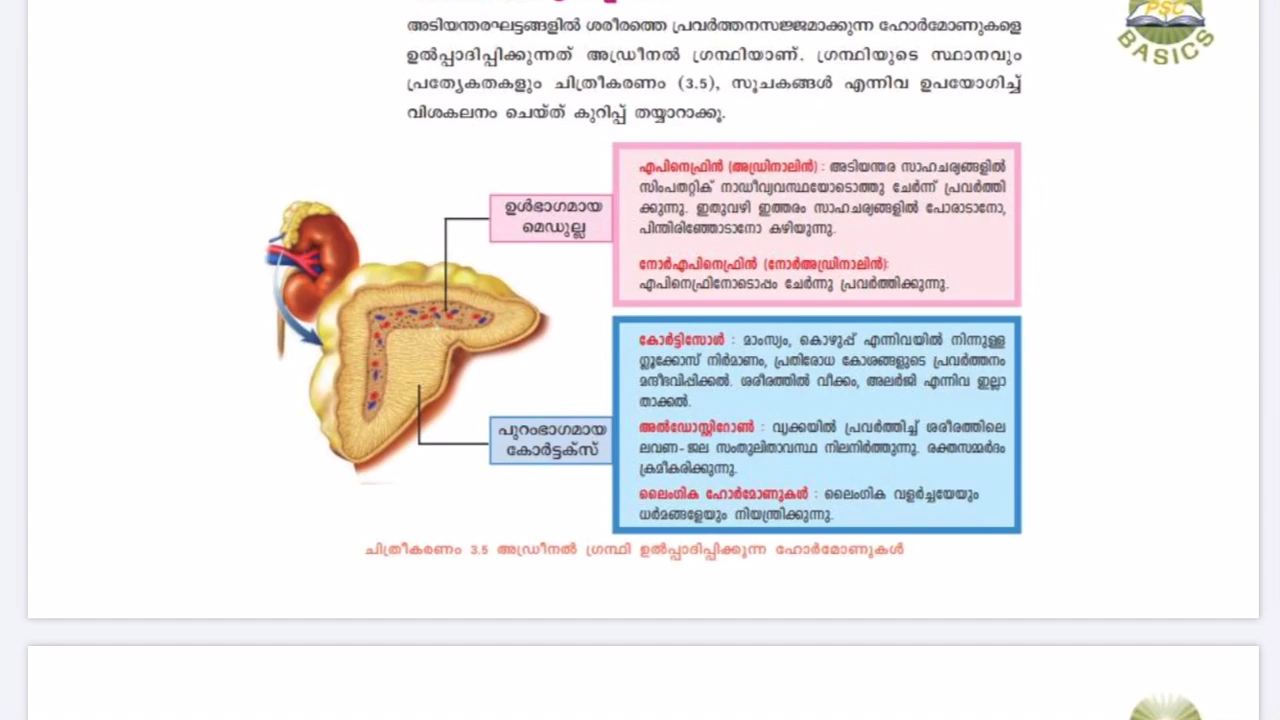 PSC
BASICS
അടിയന്തരഘട്ടങ്ങളിൽ ശരീരത്തെ പ്രവർത്തനസജ്ജമാക്കുന്ന ഹോർമോണുകളെ
ഉൽപ്പാദിപ്പിക്കുന്നത് അഡ്രീനൽ ഗ്രന്ഥിയാണ്. ഗ്രന്ഥിയുടെ സ്ഥാനവും
പ്രത്യേകതകളും ചിത്രീകരണം (3.5), സൂചകങ്ങൾ എന്നിവ ഉപയോഗിച്ച്
വിശകലനം ചെയ്ത് കുറിപ്പ് തയ്യാറാക്കൂ.
ഉൾഭാഗമായ
മെഡുല്ല
എപിനെഫ്രിൻ (അഡ്രിനാലിൻ) : അടിയന്തര സാഹചര്യങ്ങളിൽ
സിംപതറ്റിക് നാഡീവ്യവസ്ഥയോടൊത്തു ചേർന്ന് പ്രവർത്തി
ക്കുന്നു. ഇതുവഴി ഇത്തരം സാഹചര്യങ്ങളിൽ പോരാടാനോ,
പിന്തിരിഞ്ഞോടാനോ കഴിയുന്നു.
നോർഎപിനെഫ്രിൻ (നോർഅഡ്രിനാലിൻ):
എപിനെഫ്രിനോടൊപ്പം ചേർന്നു പ്രവർത്തിക്കുന്നു.
പുറംഭാഗമായ
കോർട്ടക്സ്
കോർട്ടിസോൾ : മാംസ്യം, കൊഴുപ്പ് എന്നിവയിൽ നിന്നുള്ള
ഗ്ലൂക്കോസ് നിർമാണം, പ്രതിരോധ കോശങ്ങളുടെ പ്രവർത്തനം
മന്ദീഭവിപ്പിക്കൽ. ശരീരത്തിൽ വീക്കം, അലർജി എന്നിവ ഇല്ലാ
താക്കൽ.
അൽഡോസ്റ്റിറോൺ : വൃക്കയിൽ പ്രവർത്തിച്ച് ശരീരത്തിലെ
ലവണ-ജല സംതുലിതാവസ്ഥ നിലനിർത്തുന്നു. രക്തസമ്മർദം
ക്രമീകരിക്കുന്നു.
ലൈംഗിക ഹോർമോണുകൾ : ലൈംഗിക വളർച്ചയേയും
ധർമങ്ങളേയും നിയന്ത്രിക്കുന്നു.
ചിത്രീകരണം 3.5 അഡ്രീനൽ ഗ്രന്ഥി ഉൽപ്പാദിപ്പിക്കുന്ന ഹോർമോണുകൾ